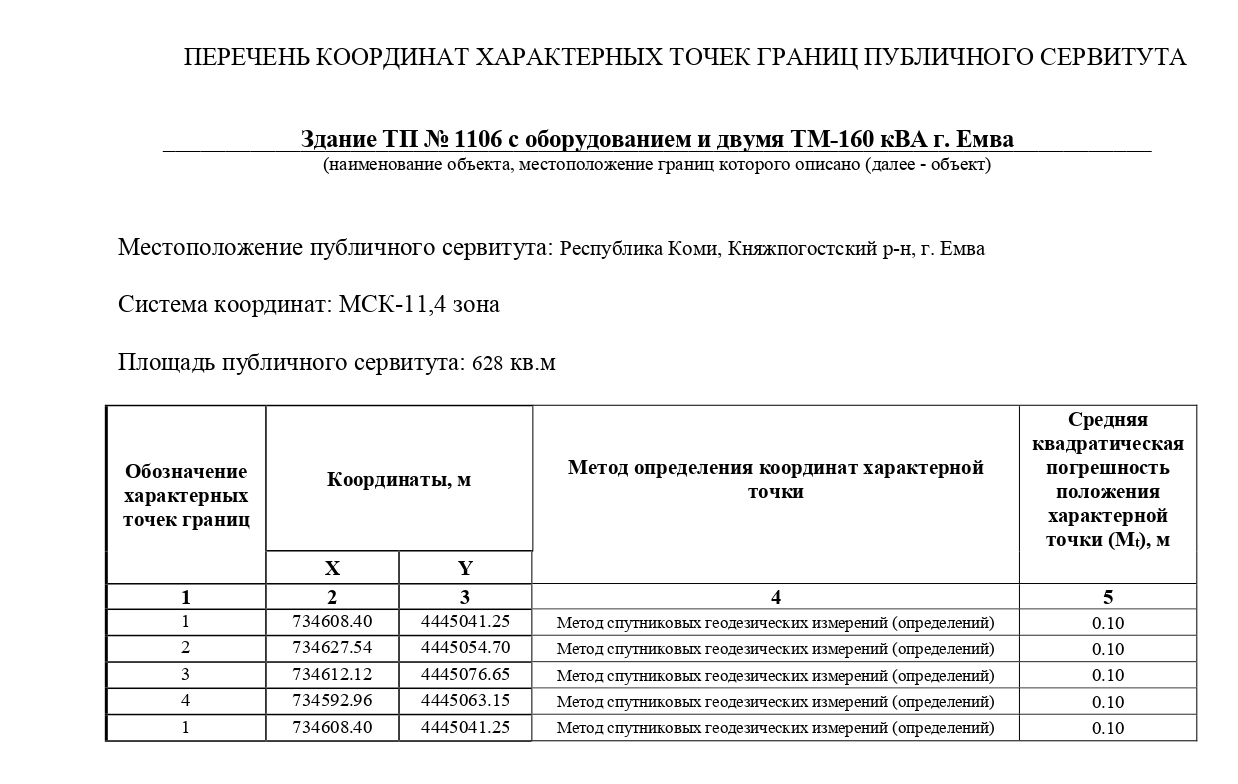 ПЕРЕЧЕНЬ КООРДИНАТ ХАРАКТЕРНЫХ ТОЧЕК ГРАНИЦ ПУБЛИЧНОГО СЕРВИТУТА
Здание ТП № 1106 с оборудованием и двумя ТМ-160 кВА г. Емва
(наименование объекта, местоположение границ которого описано (далее - объект)
Местоположение публичного сервитута: Республика Коми, Княжпогостский р-н, г. Емва
Система координат: МСК-11,4 зона
Площадь публичного сервитута: 628 кв.м
Обозначение
характерных
точек границ
Координаты, м
X
Y
Метод определения координат характерной
точки
Средняя
квадратическая
погрешность
положения
характерной
точки (Mt), м
1 2 3 4 5
1 734608.40 4445041.25 Метод спутниковых геодезических измерений (определений) 0.10
2 734627.54 4445054.70 Метод спутниковых геодезических измерений (определений) 0.10
3 734612.12 4445076.65 Метод спутниковых геодезических измерений (определений) 0.10
4 734592.96 4445063.15 Метод спутниковых геодезических измерений (определений) 0.10
1 734608.40 4445041.25 Метод спутниковых геодезических измерений (определений) 0.10